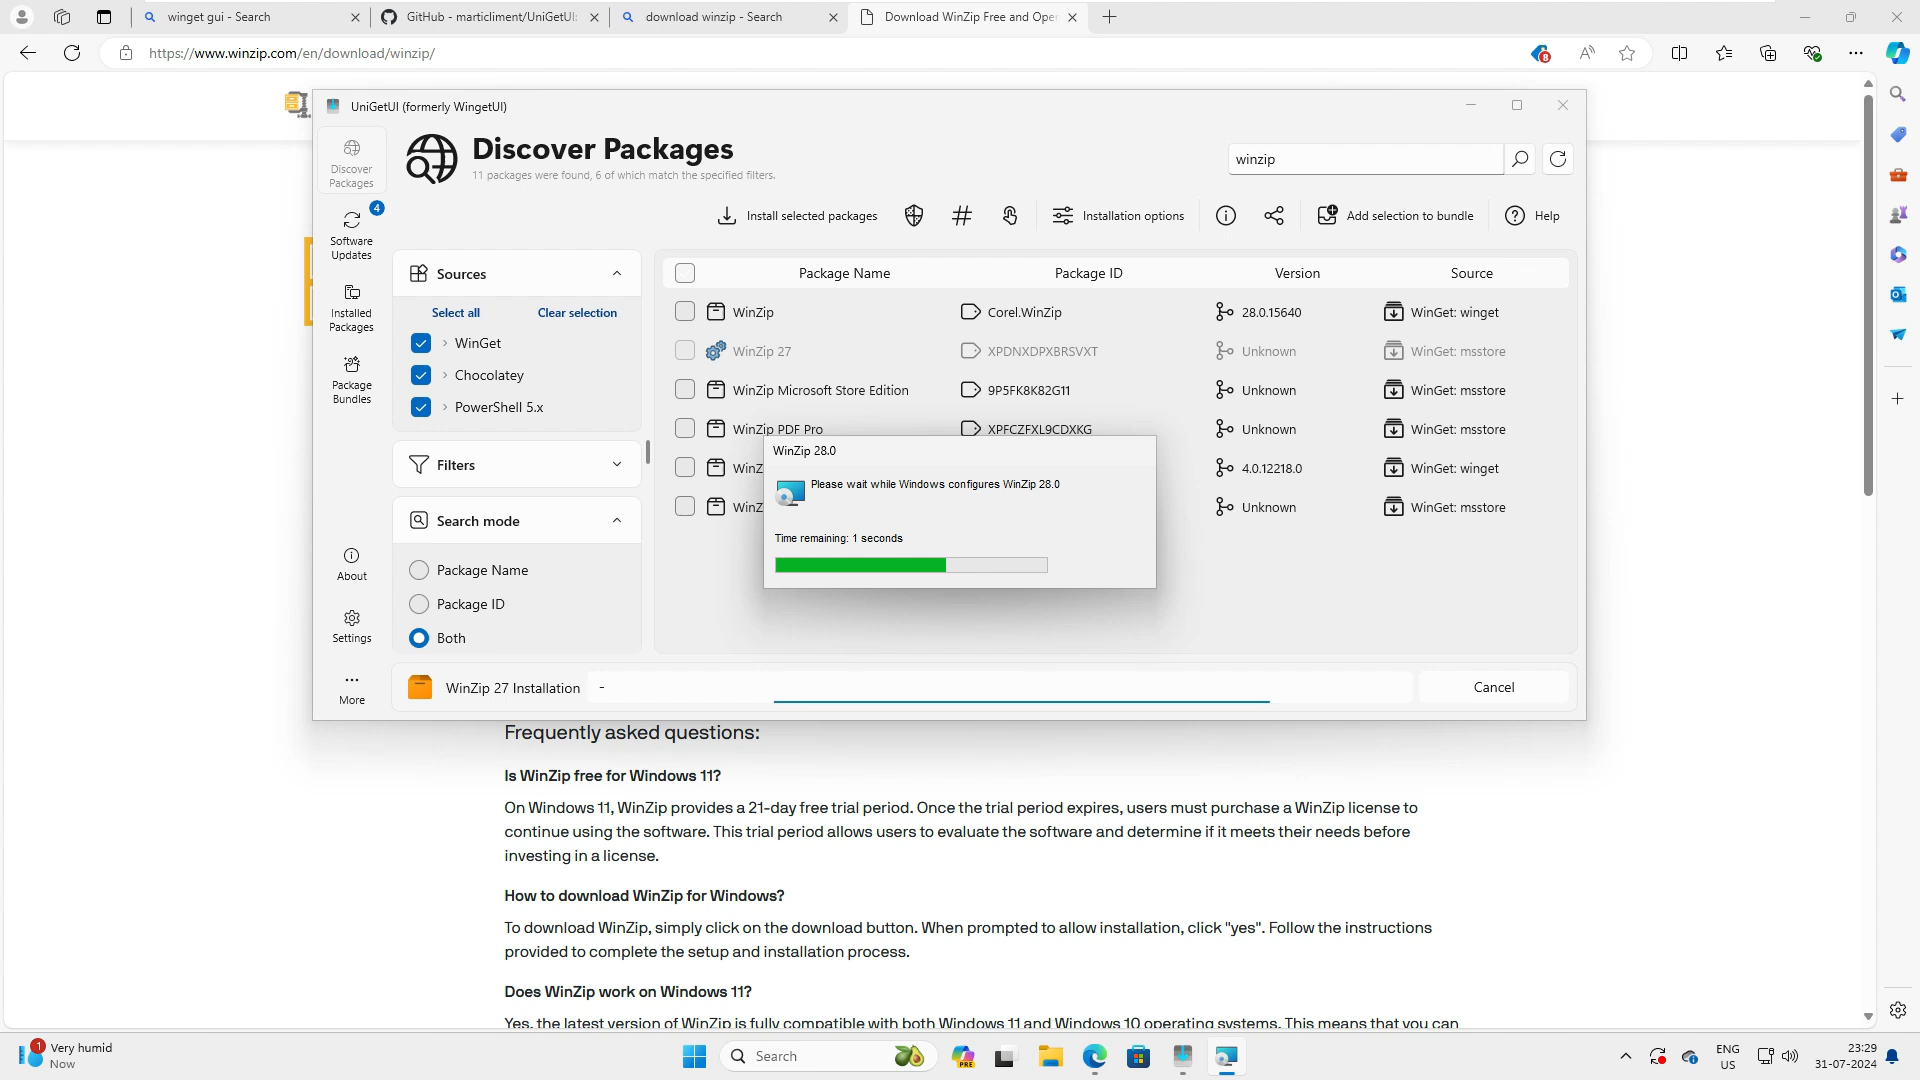 winget gui - Search
GitHub - marticliment/UniGetUI:
download winzip - Search
Download WinZip Free and Open
https://www.winzip.com/en/download/winzip/
8
UniGetUI (formerly WingetUI)
Discover Packages
Discover Packages
11 packages were found, 6 of which match the specified filters.
winzip
4
Software Updates
Install selected packages
Installation options
Add selection to bundle
Help
Installed Packages
Package Bundles
Sources
Select all
Clear selection
WinGet
Chocolatey
PowerShell 5.x
Filters
Search mode
Package Name
Package ID
Both
Package Name Package ID Version Source
WinZip Corel.WinZip 28.0.15640 WinGet: winget
WinZip 27 XPDNXDPXBRSVXT Unknown WinGet: msstore
WinZip Microsoft Store Edition 9P5FK8K82G11 Unknown WinGet: msstore
WinZip PDF Pro XPFCZFXL9CDXKG Unknown WinGet: msstore
WinZ 4.0.12218.0 WinGet: winget
WinZ Unknown WinGet: msstore
WinZip 28.0
Please wait while Windows configures WinZip 28.0
Time remaining: 1 seconds
About
Settings
More
WinZip 27 Installation - Cancel
Frequently asked questions:
Is WinZip free for Windows 11?
On Windows 11, WinZip provides a 21-day free trial period. Once the trial period expires, users must purchase a WinZip license to
continue using the software. This trial period allows users to evaluate the software and determine if it meets their needs before
investing in a license.
How to download WinZip for Windows?
To download WinZip, simply click on the download button. When prompted to allow installation, click "yes". Follow the instructions
provided to complete the setup and installation process.
Does WinZip work on Windows 11?
Yes, the latest version of WinZip is fully compatible with both Windows 11 and Windows 10 operating systems. This means that you can
1
Very humid
Now
Search
PRE
ENG
US
23:29
31-07-2024